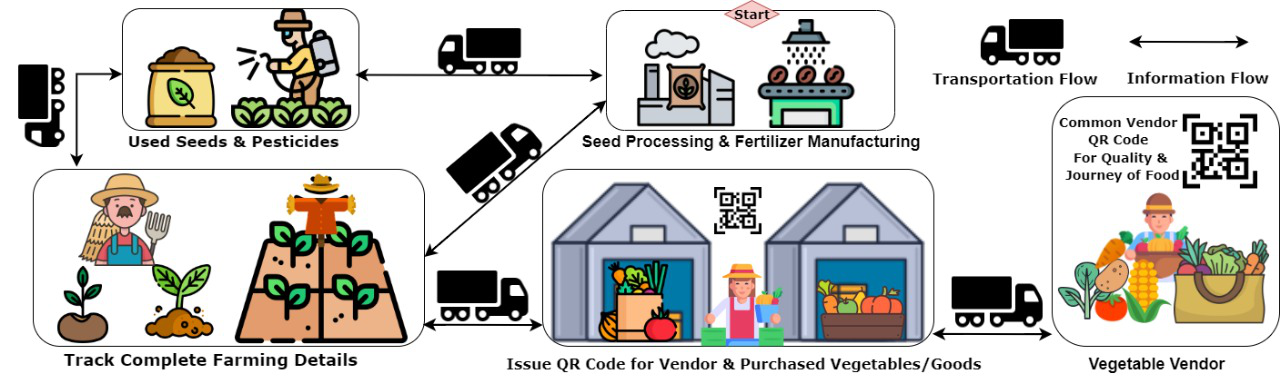 Start
Transportation Flow
Information Flow
Used Seeds & Pesticides
Seed Processing & Fertilizer Manufacturing
Common Vendor
QR Code
For Quality &
Journey of Food
Track Complete Farming Details
Issue QR Code for Vendor & Purchased Vegetables/Goods
Vegetable Vendor